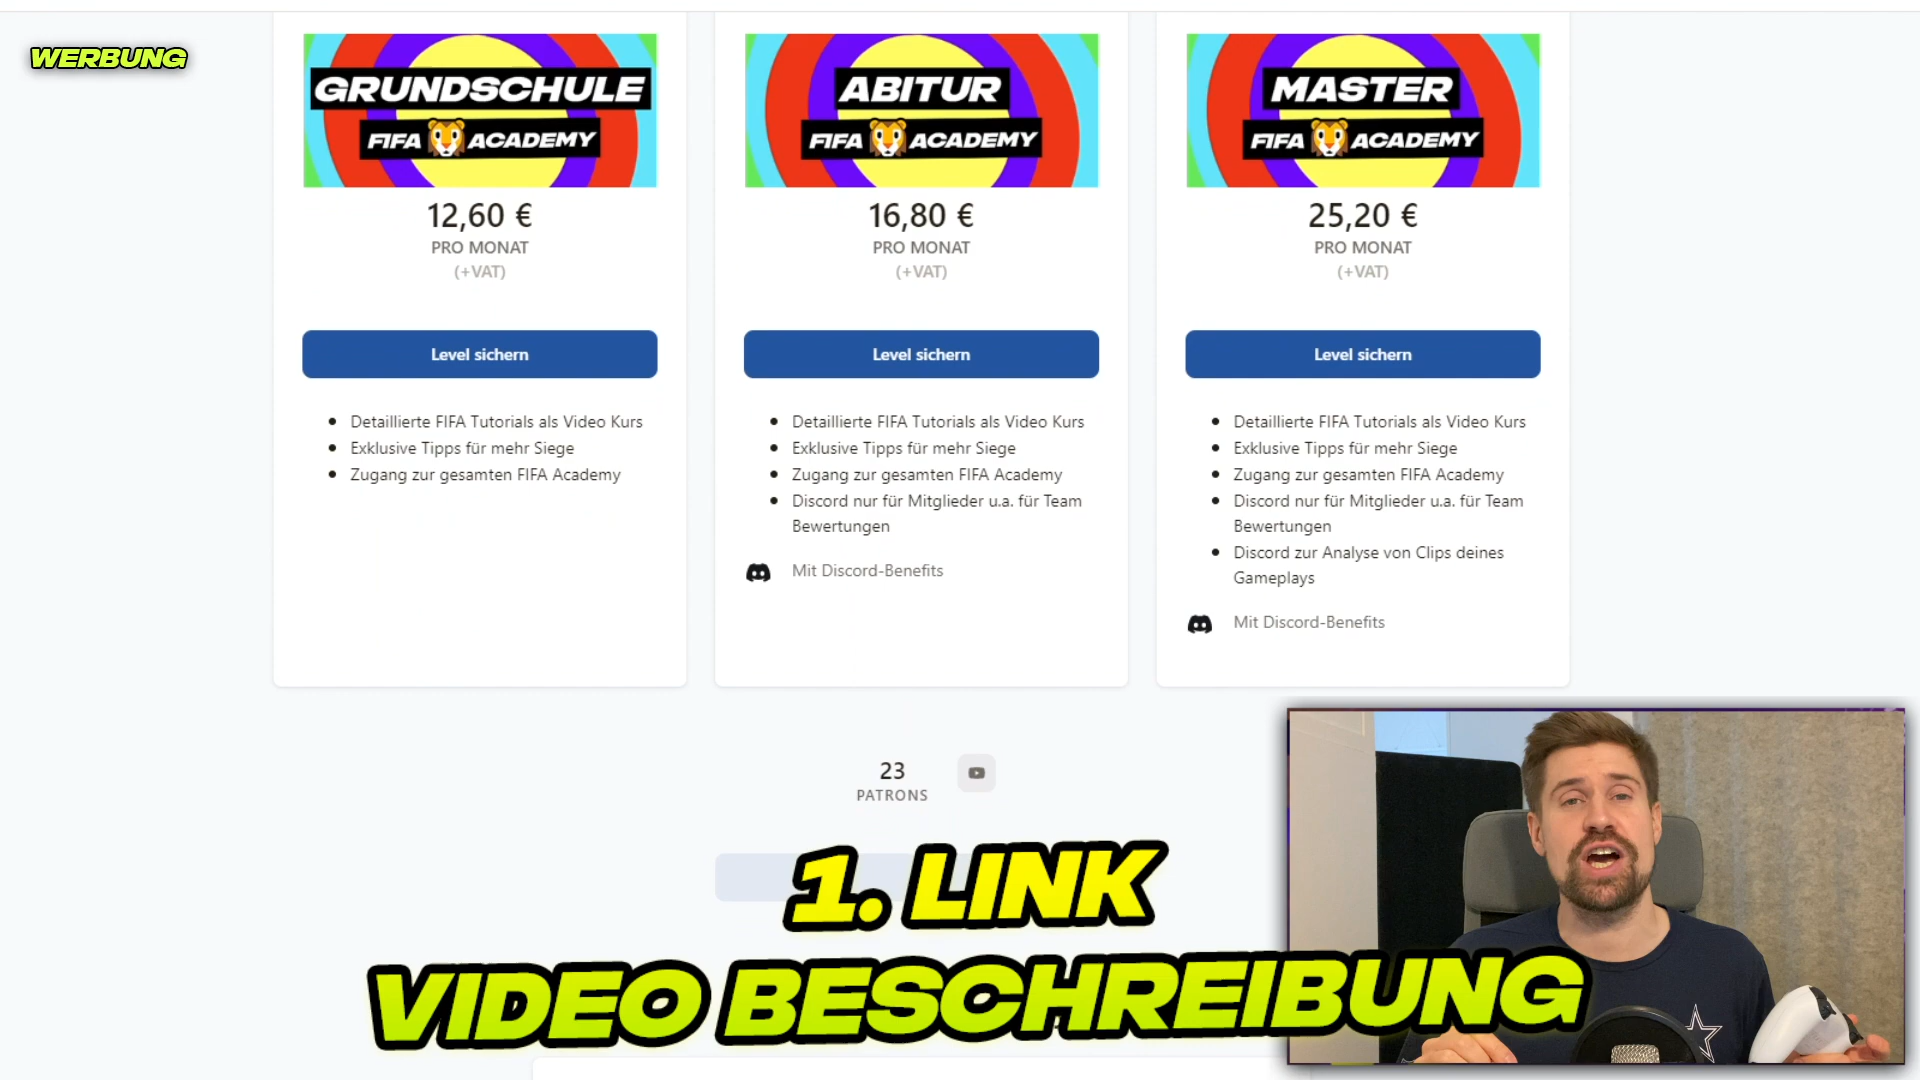 WERBUNG
GRUNDSCHULE
FIFA ACADEMY
12,60 €
PRO MONAT
(+VAT)
Level sichern
• Detaillierte FIFA Tutorials als Video Kurs
• Exklusive Tipps für mehr Siege
• Zugang zur gesamten FIFA Academy
ABITUR
FIFA ACADEMY
16,80 €
PRO MONAT
(+VAT)
Level sichern
• Detaillierte FIFA Tutorials als Video Kurs
• Exklusive Tipps für mehr Siege
• Zugang zur gesamten FIFA Academy
• Discord nur für Mitglieder u.a. für Team
Bewertungen
Mit Discord-Benefits
MASTER
FIFA ACADEMY
25,20 €
PRO MONAT
(+VAT)
Level sichern
• Detaillierte FIFA Tutorials als Video Kurs
• Exklusive Tipps für mehr Siege
• Zugang zur gesamten FIFA Academy
• Discord nur für Mitglieder u.a. für Team
Bewertungen
• Discord zur Analyse von Clips deines
Gameplays
Mit Discord-Benefits
23
PATRONS
1. LINK
VIDEO BESCHREIBUNG